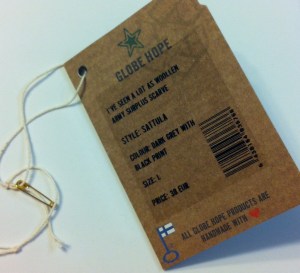 GLOBE HOPE
I'VE SEEN A LOT AS WOOLLEN
ARMY SURPLUS SCARVE
STYLE: SATTULA
COLOUR: DARK GREY WITH
BLACK PRINT
SIZE: 1
PRICE: 38 EUR
ALL GLOBE HOPE PRODUCTS ARE
HANDMADE WITH